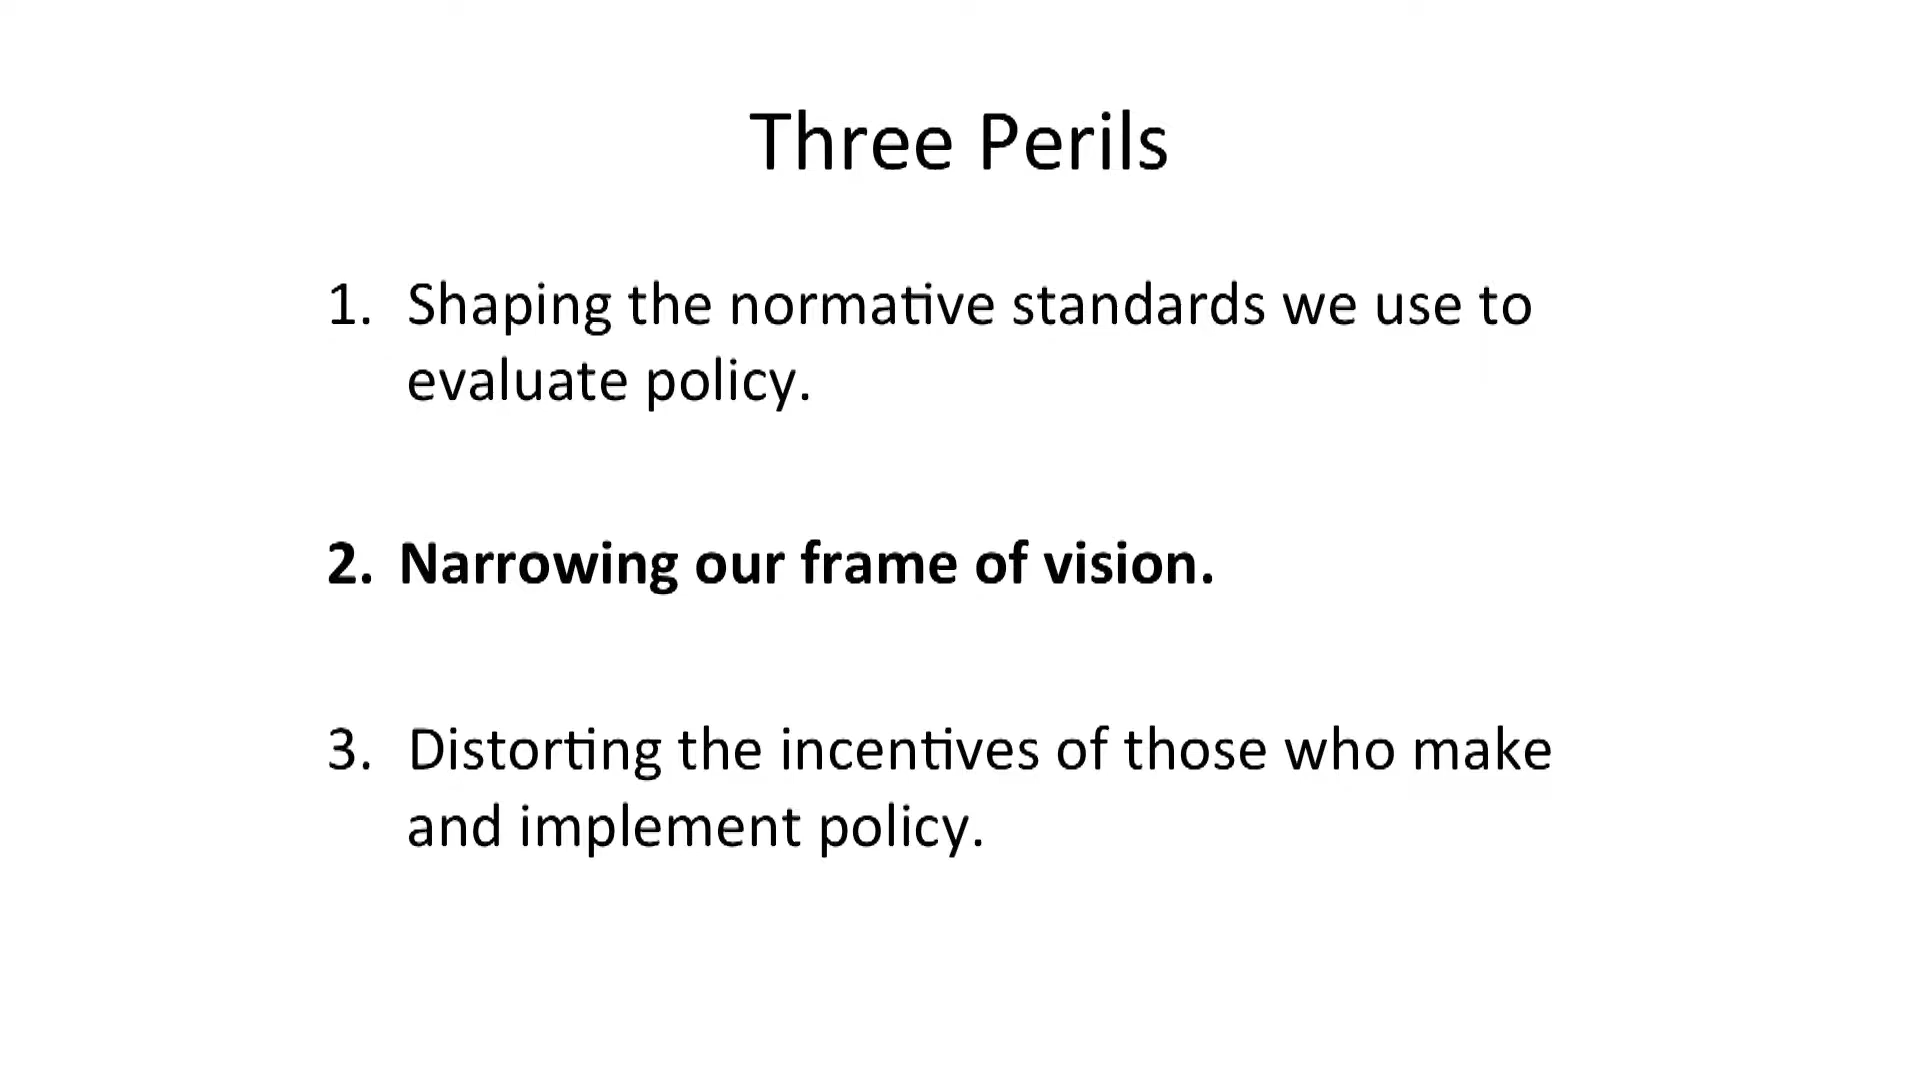 Three Perils
1. Shaping the normative standards we use to
evaluate policy.
2. Narrowing our frame of vision.
3. Distorting the incentives of those who make
and implement policy.